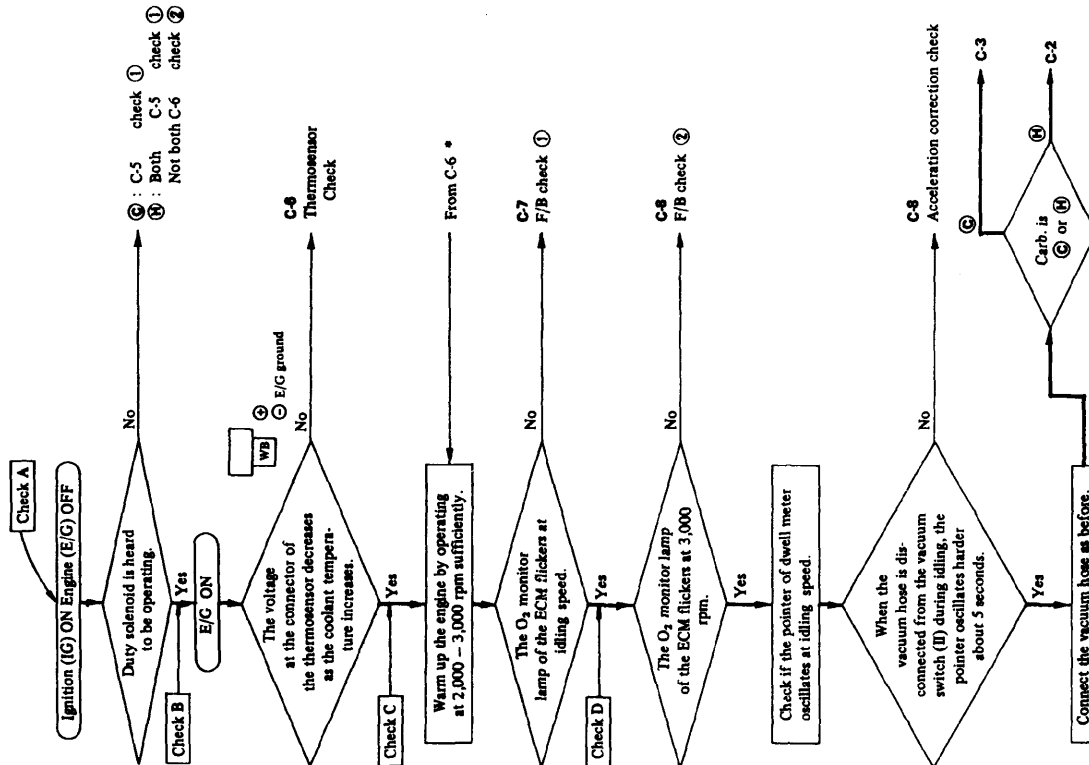 Check A
Ignition (IG) ON Engine (E/G) OFF
Duty solenoid is heard
to be operating.
No
Ⓒ : C-5 check ①
Ⓗ : Both C-5 check ①
Not both C-6 check ②
Yes
Check B
E/G ON
WB
⊕
⊖ E/G ground
The voltage
at the connector of
the thermosensor decreases
as the coolant tempera-
ture increases.
No
C-6
Thermosensor
Check
Yes
Check C
From C-6 *
Warm up the engine by operating
at 2,000 – 3,000 rpm sufficiently.
The O₂ monitor
lamp of the ECM flickers at
idling speed.
No
C-7
F/B check ①
Yes
Check D
The O₂ monitor lamp
of the ECM flickers at 3,000
rpm.
No
C-8
F/B check ②
Yes
Check if the pointer of dwell meter
oscillates at idling speed.
When the
vacuum hose is dis-
connected from the vacuum
switch (II) during idling, the
pointer oscillates harder
about 5 seconds.
No
C-8
Acceleration correction check
Yes
Connect the vacuum hose as before.
Carb. is
Ⓒ or Ⓗ
Ⓒ
C-3
Ⓗ
C-2